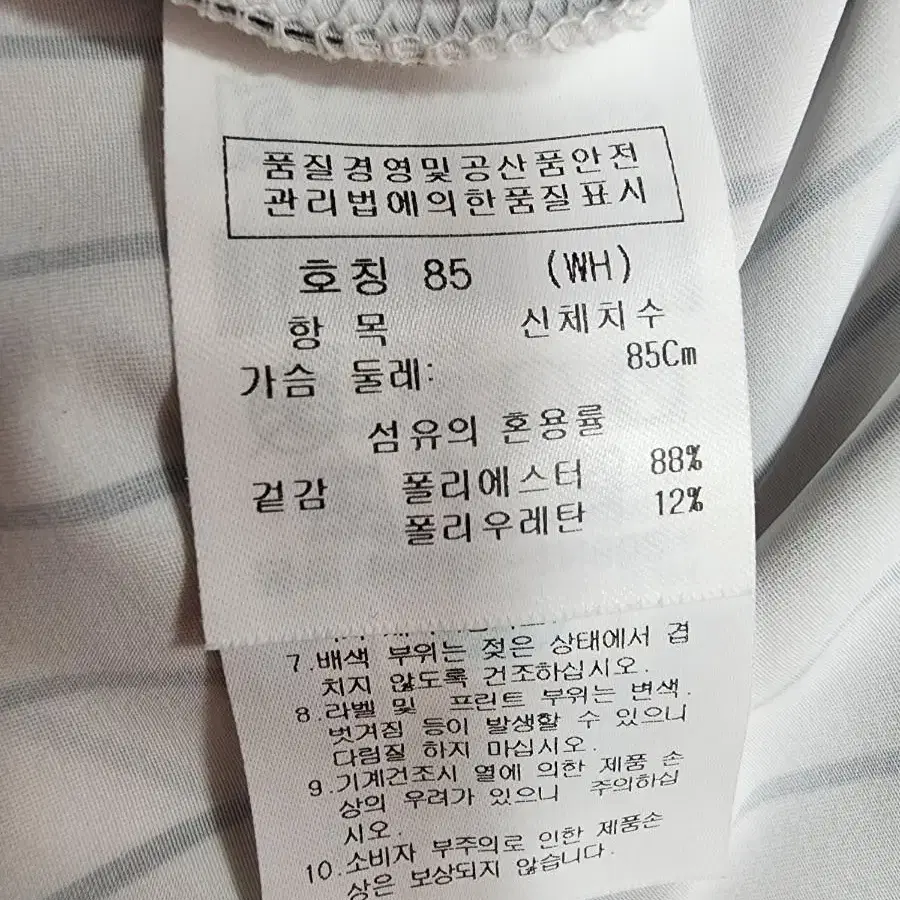 품질경영및공산품안전
관리법에의한품질표시
호칭 85 (WH)
항 목 신체치수
가슴 둘레: 85Cm
섬유의 혼용률
겉감 폴리에스터 88%
폴리우레탄 12%
7.배색 부위는 젖은 상태에서 겹
치지 않도록 건조하십시오.
8.라벨 및 프린트 부위는 변색.
벗겨짐 등이 발생할 수 있으니
다림질 하지 마십시오.
9.기계건조시 열에 의한 제품 손
상의 우려가 있으니 주의하십
시오.
10.소비자 부주의로 인한 제품손
상은 보상되지 않습니다.